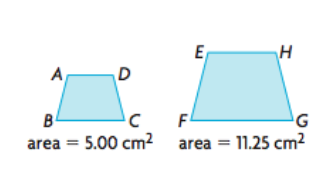 E H
A D
B C F G
area = 5.00 cm² area = 11.25 cm²